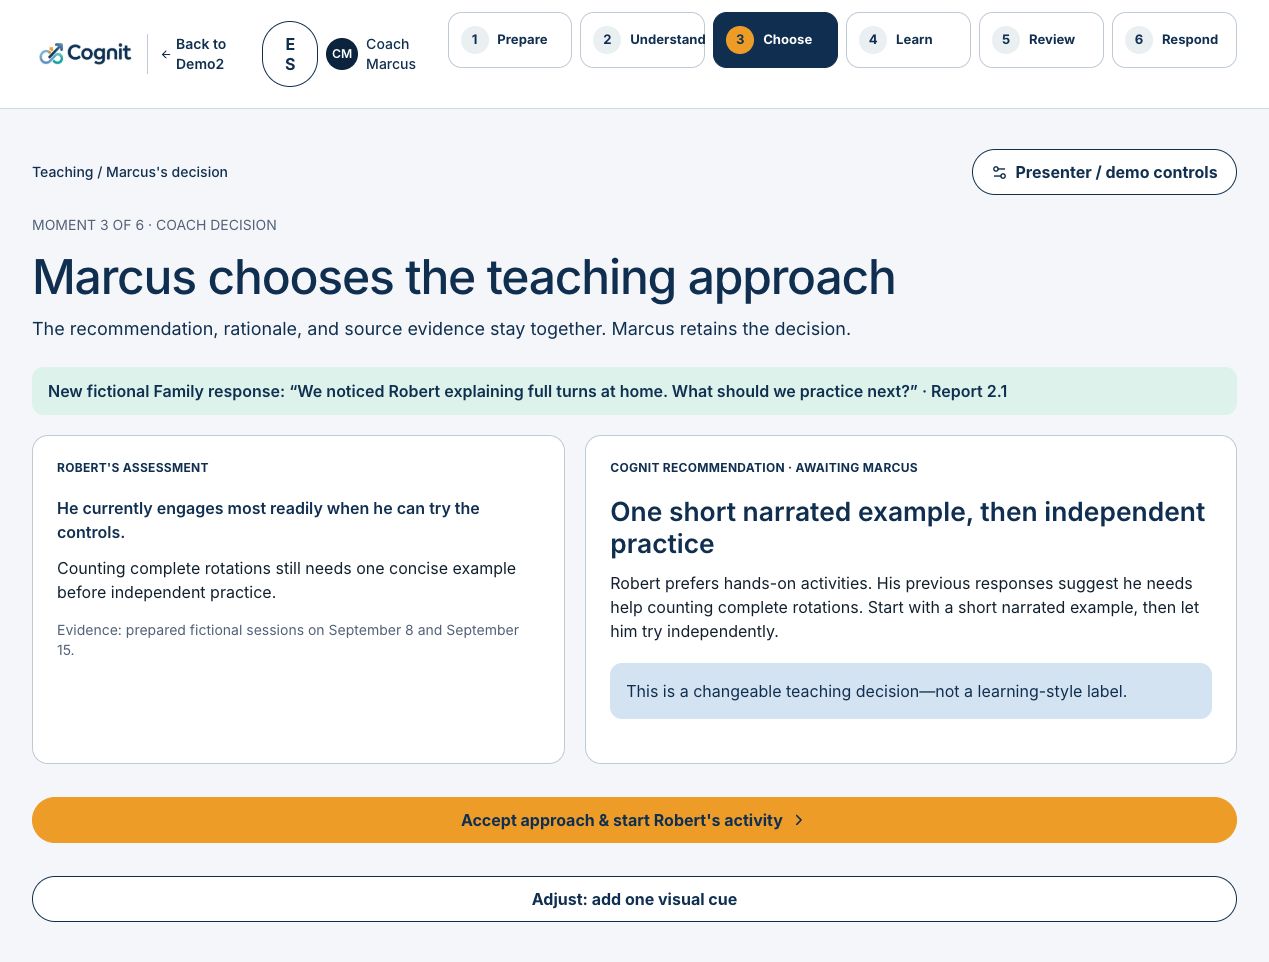 Cognit
← Back to
Demo2
E
S
CM
Coach
Marcus
1 Prepare
2 Understand
3 Choose
4 Learn
5 Review
6 Respond
Teaching / Marcus's decision
Presenter / demo controls
MOMENT 3 OF 6 · COACH DECISION
Marcus chooses the teaching approach
The recommendation, rationale, and source evidence stay together. Marcus retains the decision.
New fictional Family response: “We noticed Robert explaining full turns at home. What should we practice next?” · Report 2.1
ROBERT'S ASSESSMENT
He currently engages most readily when he can try the
controls.
Counting complete rotations still needs one concise example
before independent practice.
Evidence: prepared fictional sessions on September 8 and September
15.
COGNIT RECOMMENDATION · AWAITING MARCUS
One short narrated example, then independent
practice
Robert prefers hands-on activities. His previous responses suggest he needs
help counting complete rotations. Start with a short narrated example, then let
him try independently.
This is a changeable teaching decision—not a learning-style label.
Accept approach & start Robert's activity
Adjust: add one visual cue